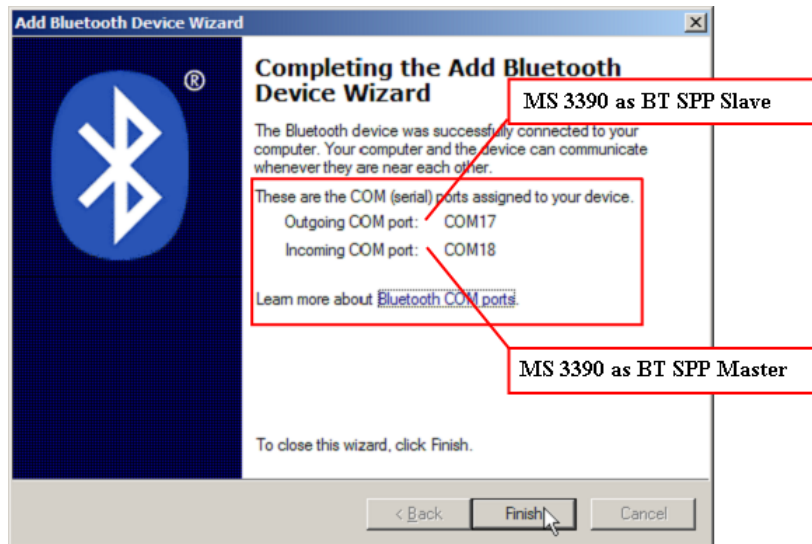 Add Bluetooth Device Wizard
®
Completing the Add Bluetooth
Device Wizard
MS 3390 as BT SPP Slave
The Bluetooth device was successfully connected to your
computer. Your computer and the device can communicate
whenever they are near each other.
These are the COM (serial) ports assigned to your device.
Outgoing COM port: COM17
Incoming COM port: COM18
Learn more about Bluetooth COM ports.
MS 3390 as BT SPP Master
To close this wizard, click Finish.
< Back
Finish
Cancel